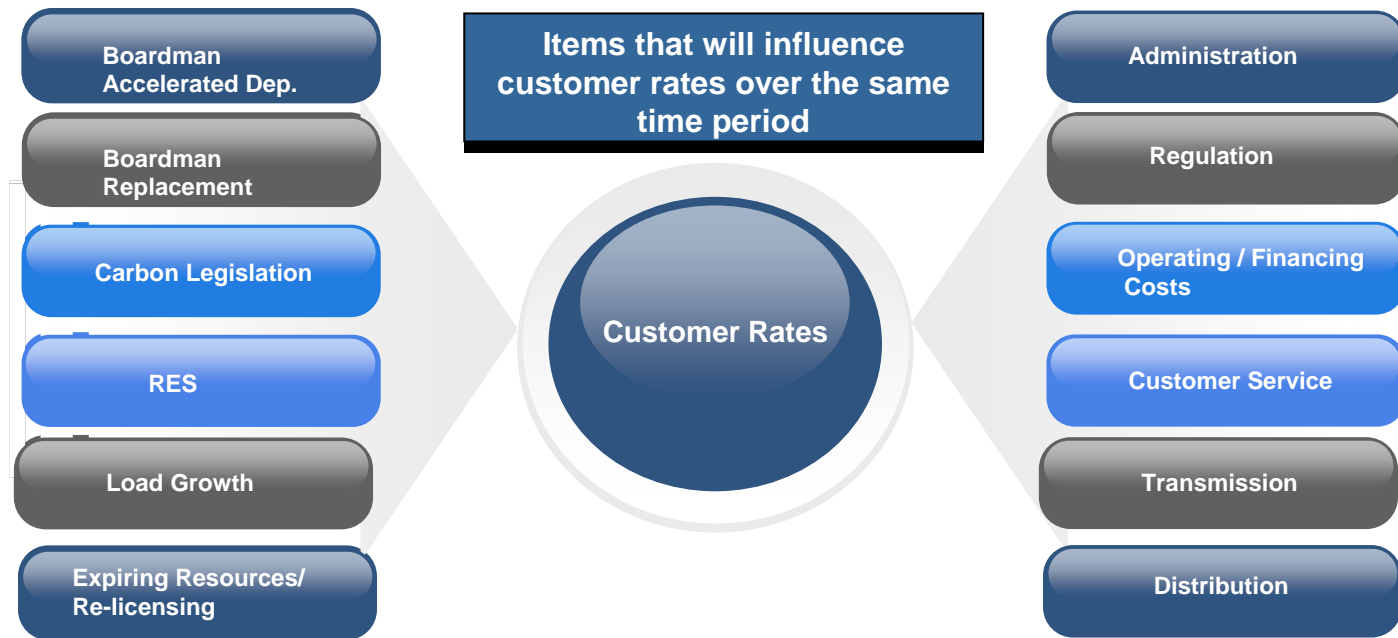 Items that will influence
customer rates over the same
time period
Boardman
Accelerated Dep.
Boardman
Replacement
Carbon Legislation
RES
Load Growth
Expiring Resources/
Re-licensing
Customer Rates
Administration
Regulation
Operating / Financing
Costs
Customer Service
Transmission
Distribution